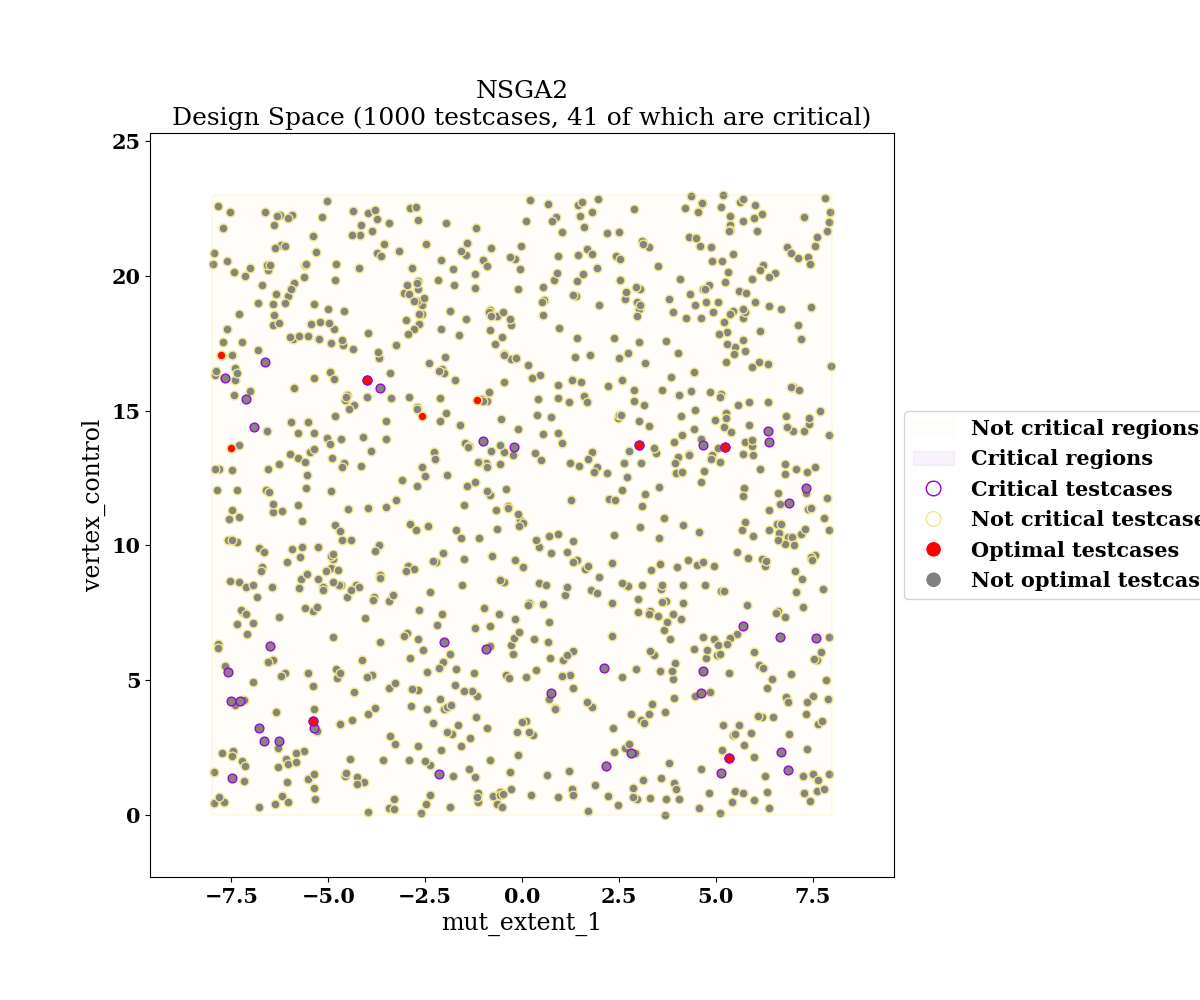 NSGA2
Design Space (1000 testcases, 41 of which are critical)
25
20
15
10
5
0
vertex_control
−7.5
−5.0
−2.5
0.0
2.5
5.0
7.5
mut_extent_1
Not critical regions
Critical regions
Critical testcases
Not critical testcase
Optimal testcases
Not optimal testcas